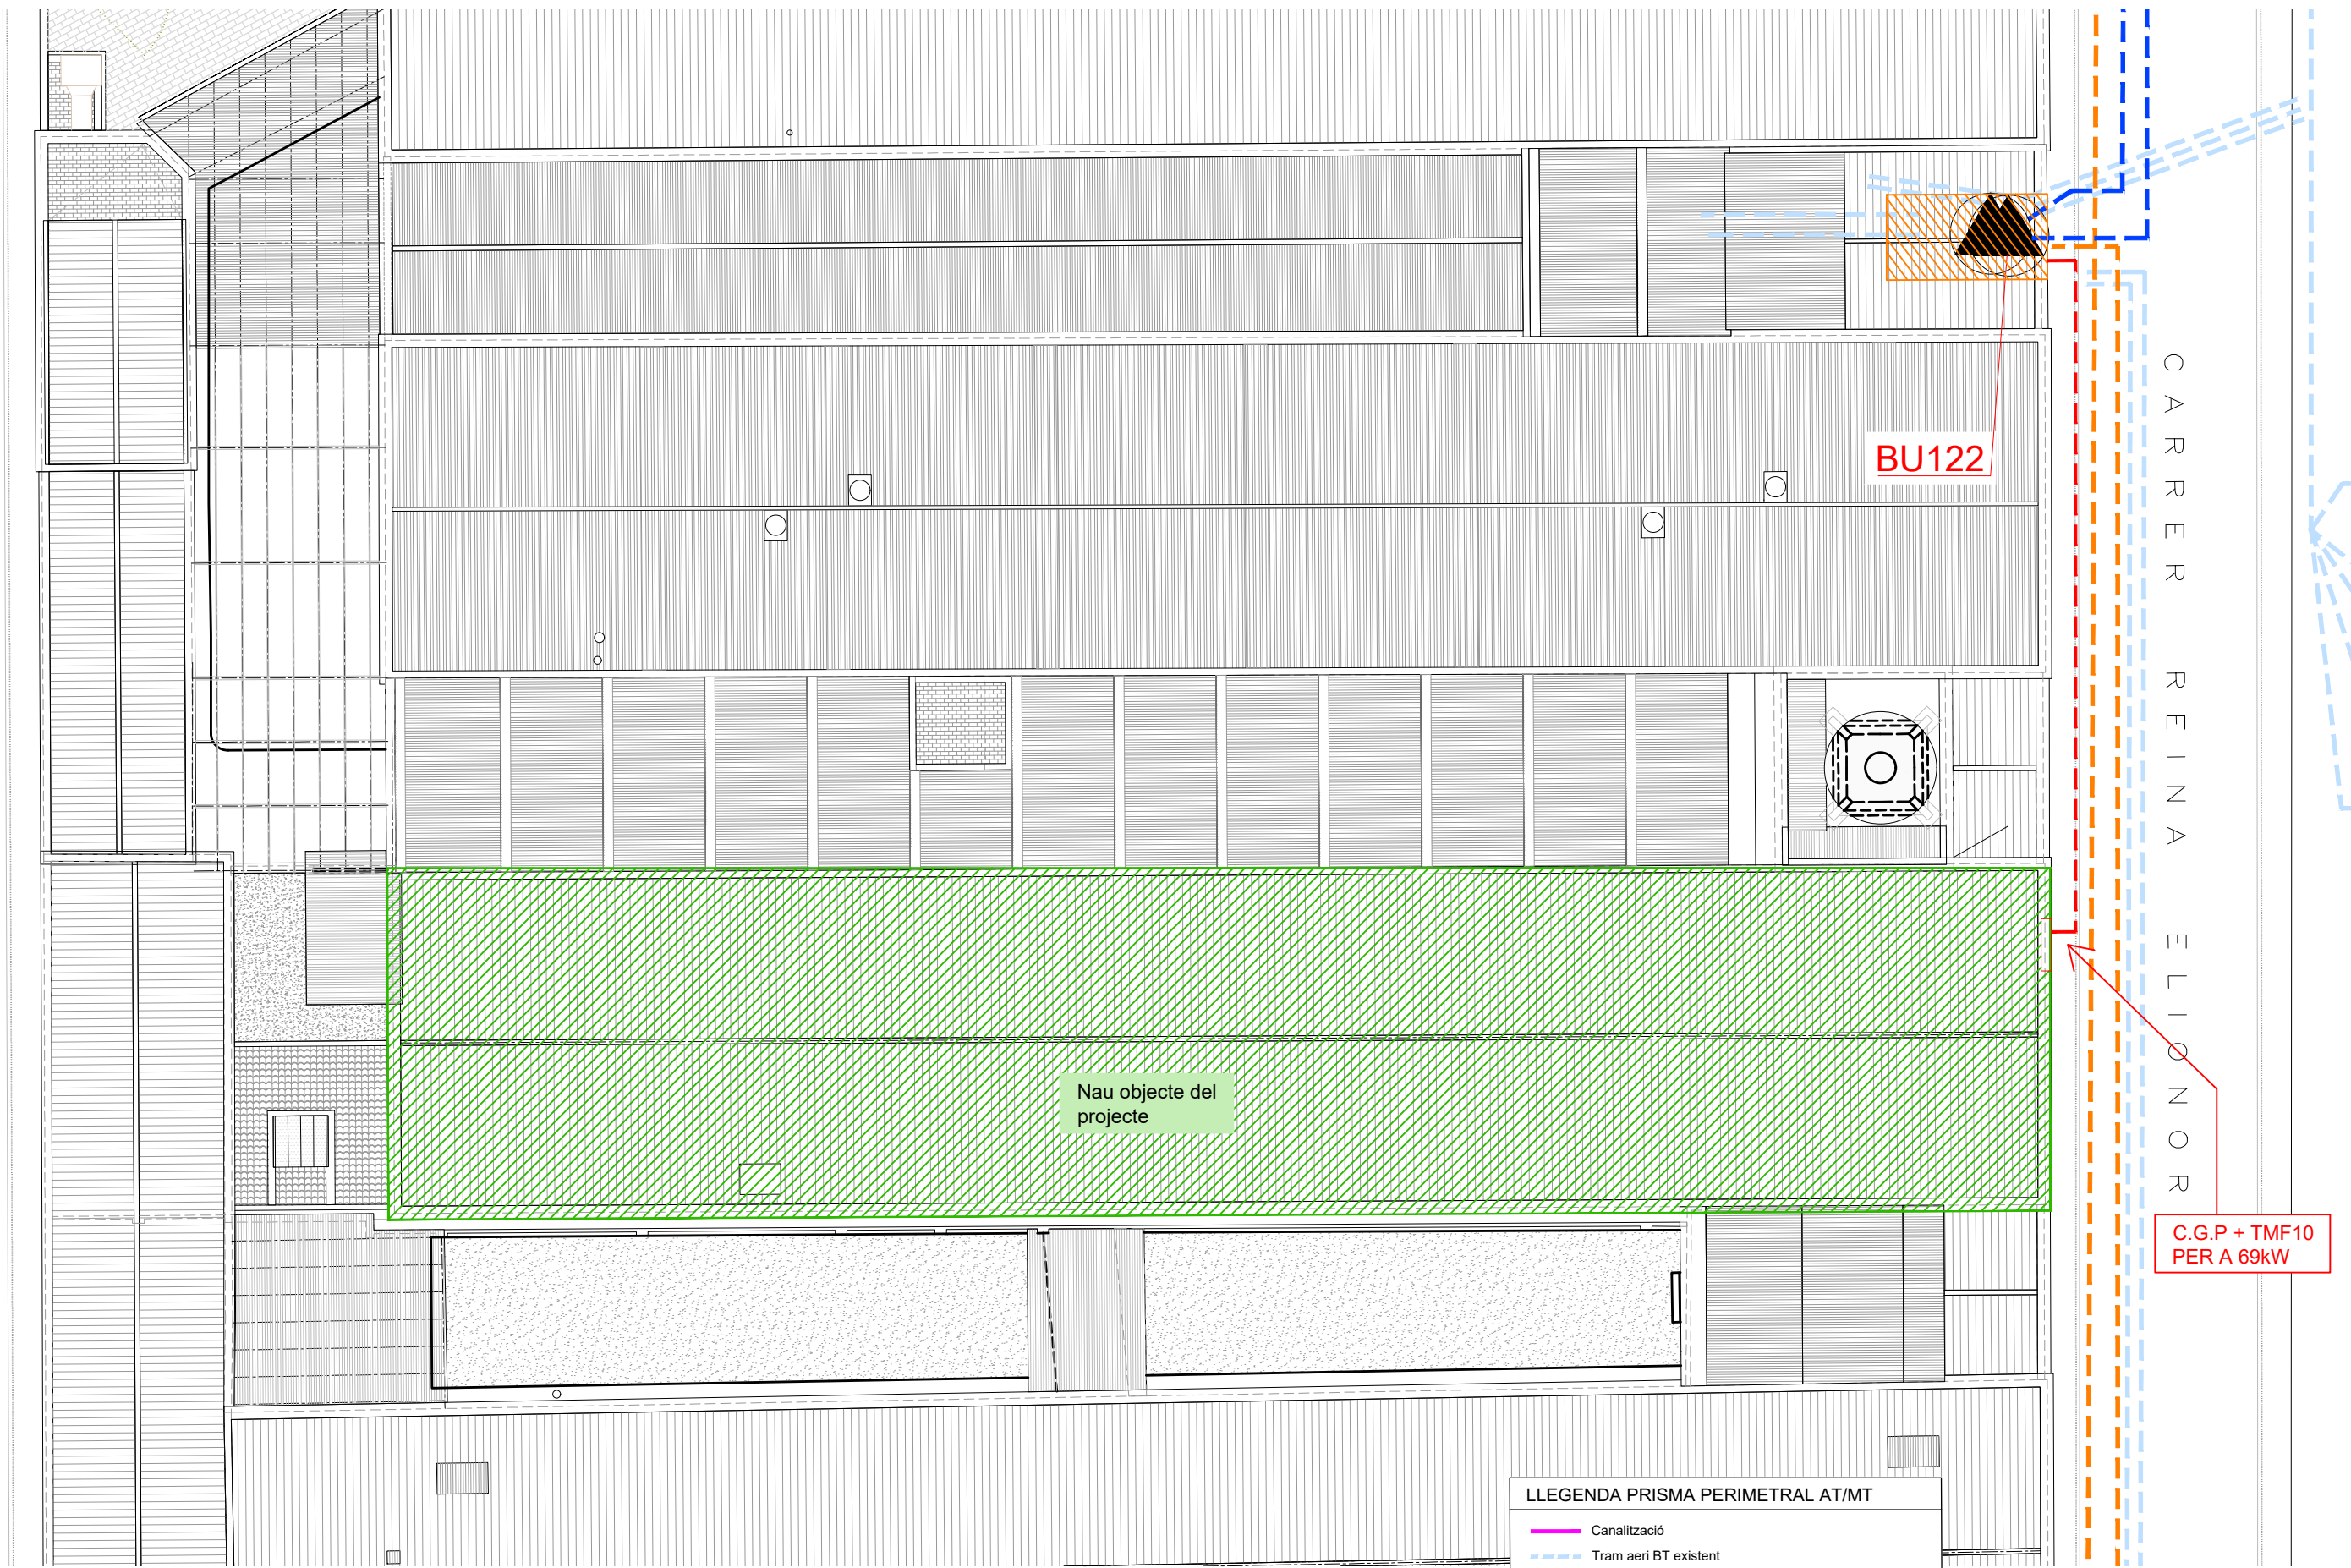 BU122
CARRER REINA ELIONOR
Nau objecte del
projecte
C.G.P + TMF10
PER A 69kW
LLEGENDA PRISMA PERIMETRAL AT/MT
Canalització
Tram aeri BT existent